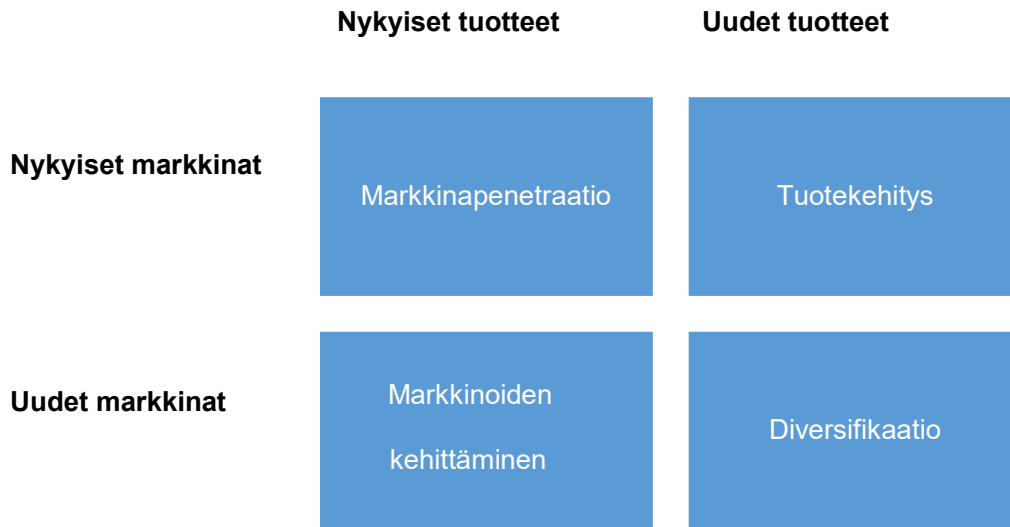 Nykyiset tuotteet
Uudet tuotteet
Nykyiset markkinat
Markkinapenetraatio
Tuotekehitys
Uudet markkinat
Markkinoiden
kehittäminen
Diversifikaatio